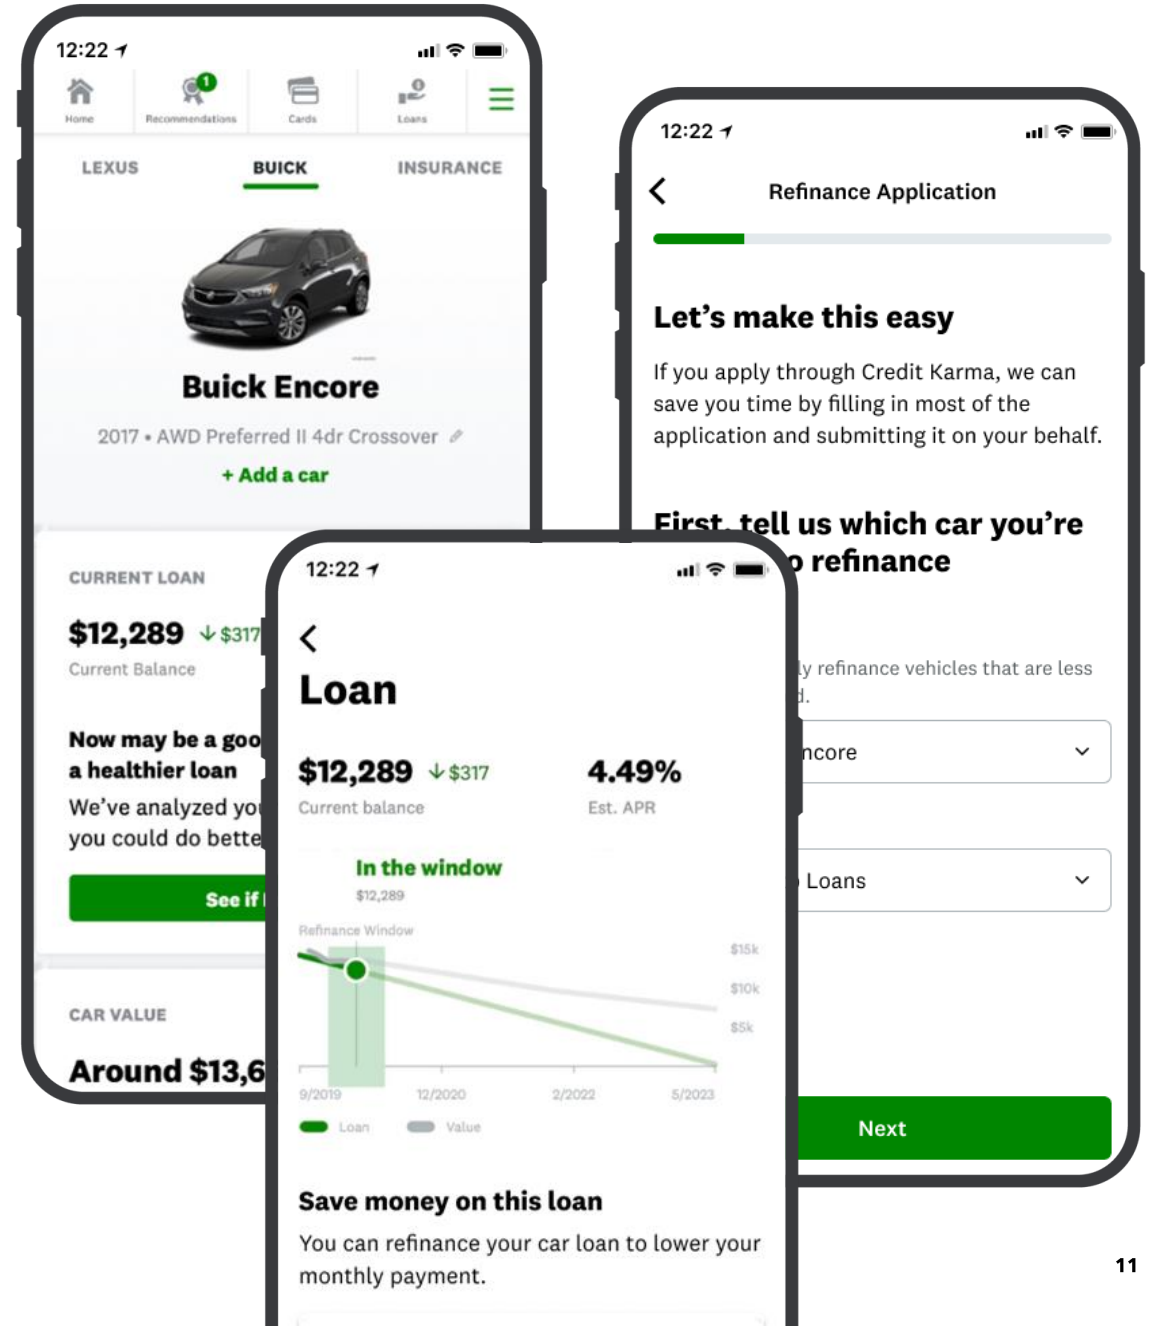 12:22
Home
1
Recommendations
Cards
Loans
LEXUS
BUICK
INSURANCE
Buick Encore
2017 • AWD Preferred II 4dr Crossover
+ Add a car
CURRENT LOAN
$12,289 ↓ $317
Current Balance
Now may be a goo
a healthier loan
We've analyzed you
you could do bette
See if
CAR VALUE
Around $13,6
12:22
Loan
$12,289 ↓ $317
Current balance
4.49%
Est. APR
In the window
$12,289
Refinance Window
$15k
$10k
$5k
9/2019 12/2020 2/2022 5/2023
Loan Value
Save money on this loan
You can refinance your car loan to lower your
monthly payment.
12:22
Refinance Application
Let's make this easy
If you apply through Credit Karma, we can
save you time by filling in most of the
application and submitting it on your behalf.
First, tell us which car you're
o refinance
ly refinance vehicles that are less
d.
ncore
Loans
Next
11